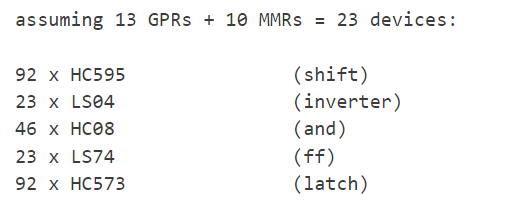 assuming 13 GPRs + 10 MMRs = 23 devices:
92 x HC595 (shift)
23 x LS04 (inverter)
46 x HC08 (and)
23 x LS74 (ff)
92 x HC573 (latch)